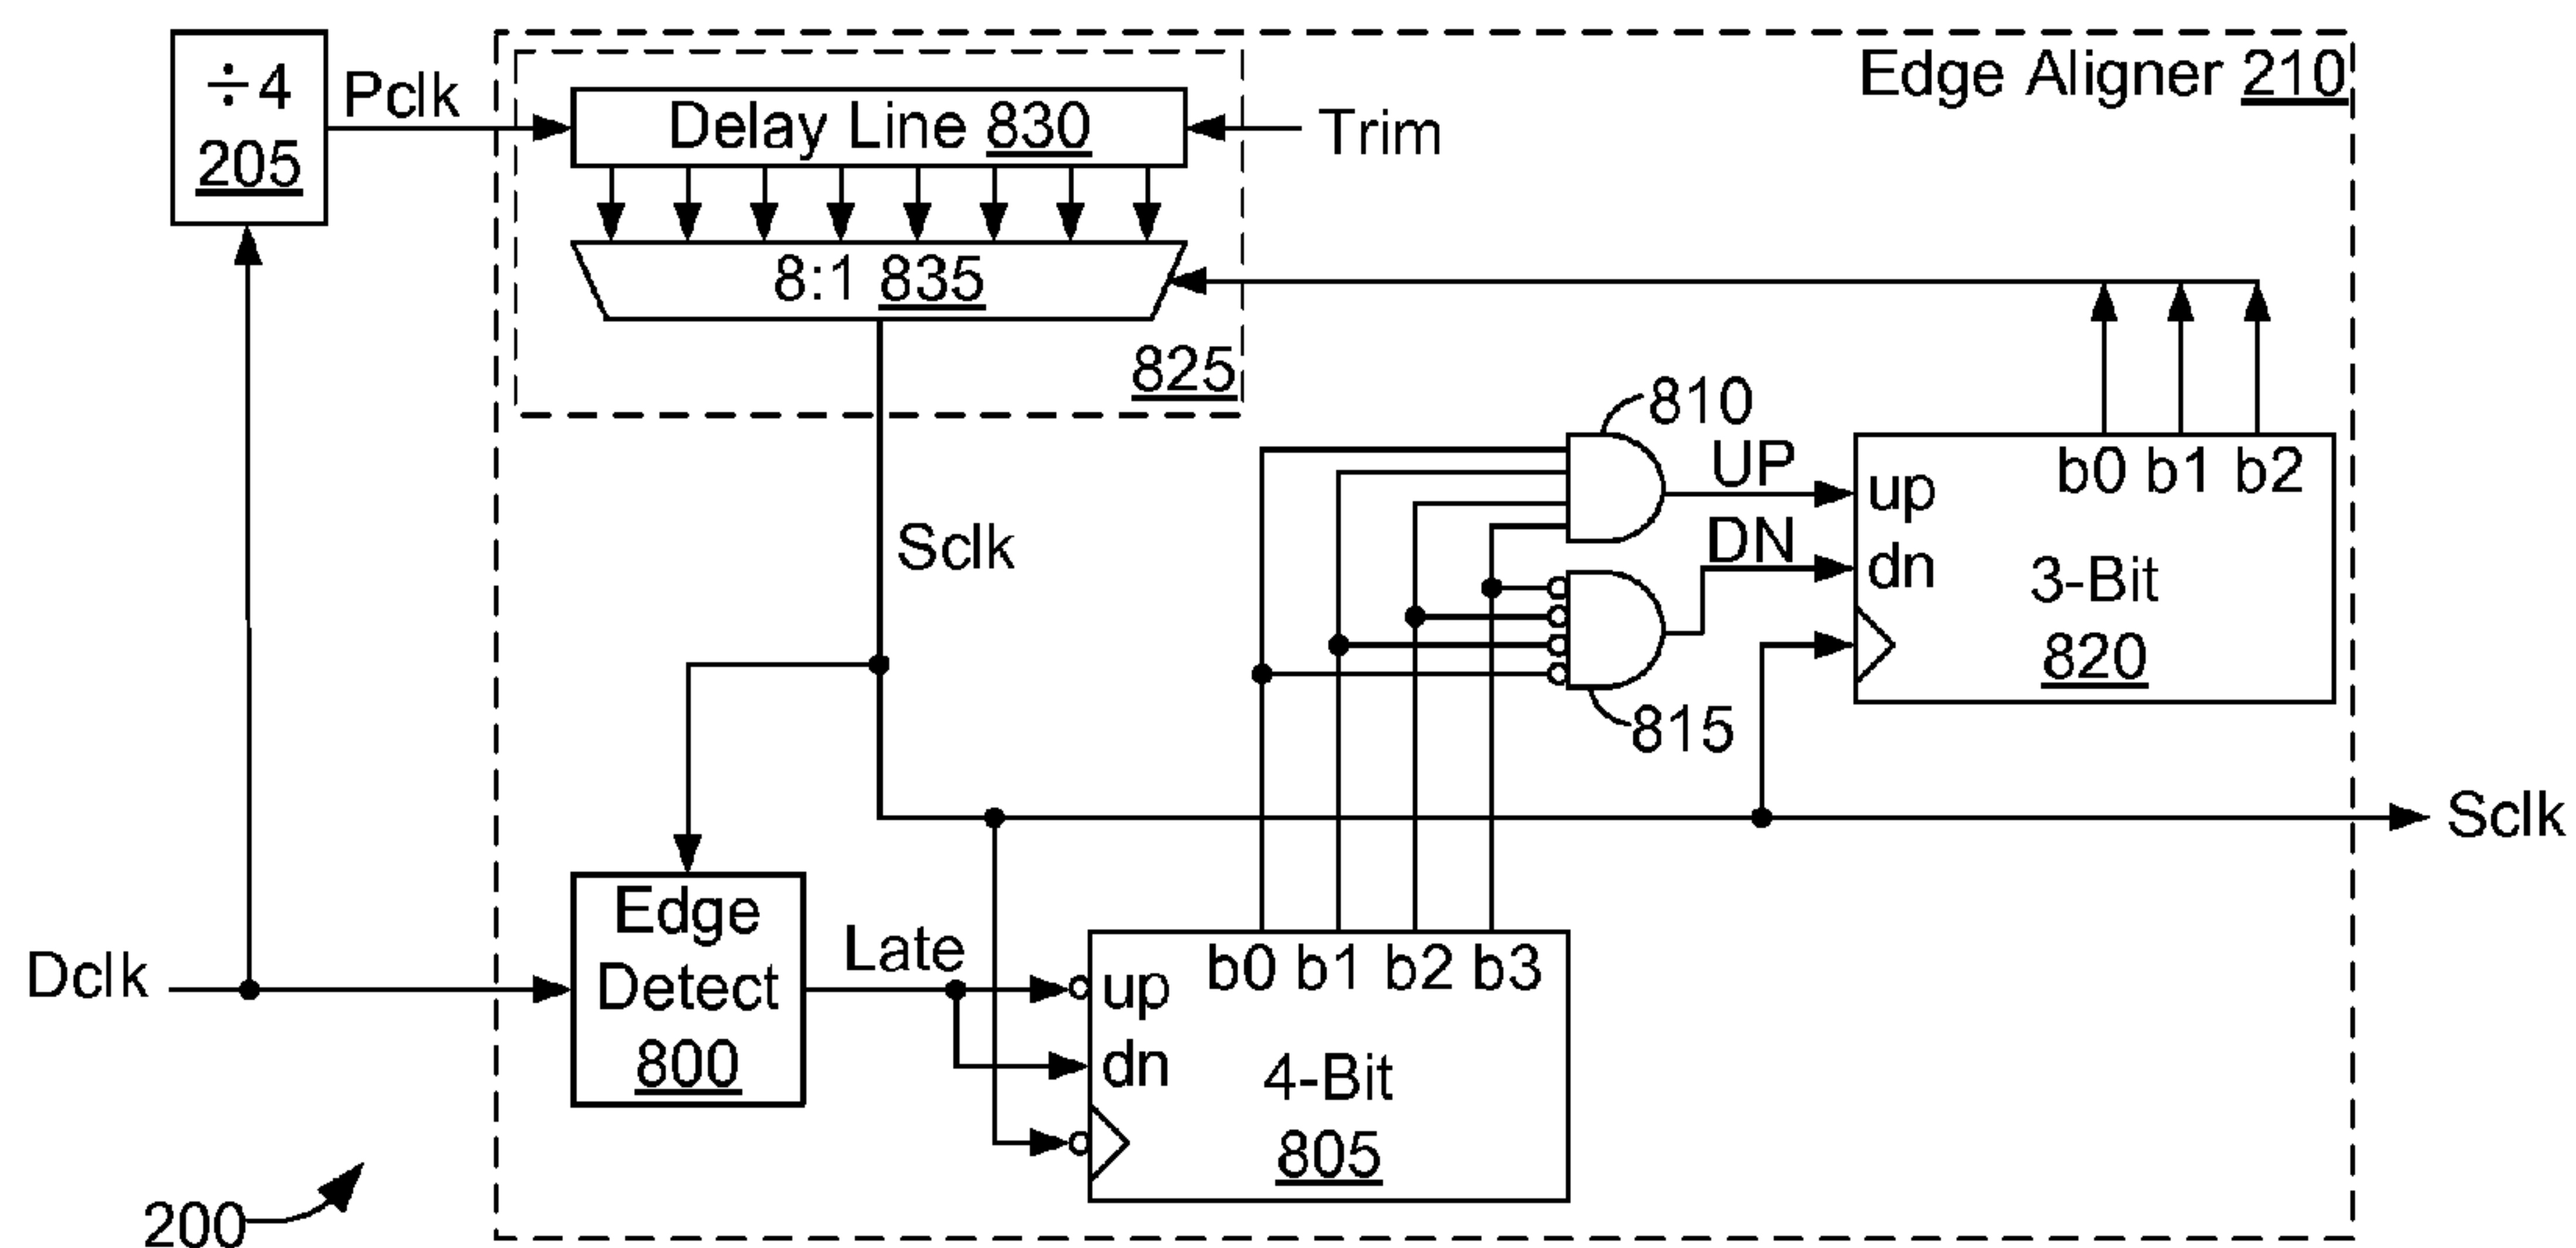 ÷4
205
Pclk
Delay Line 830
Trim
Edge Aligner 210
8:1 835
825
810
UP
DN
815
up
dn
b0 b1 b2
3-Bit
820
Sclk
Sclk
Dclk
Edge
Detect
800
Late
up
dn
b0 b1 b2 b3
4-Bit
805
200